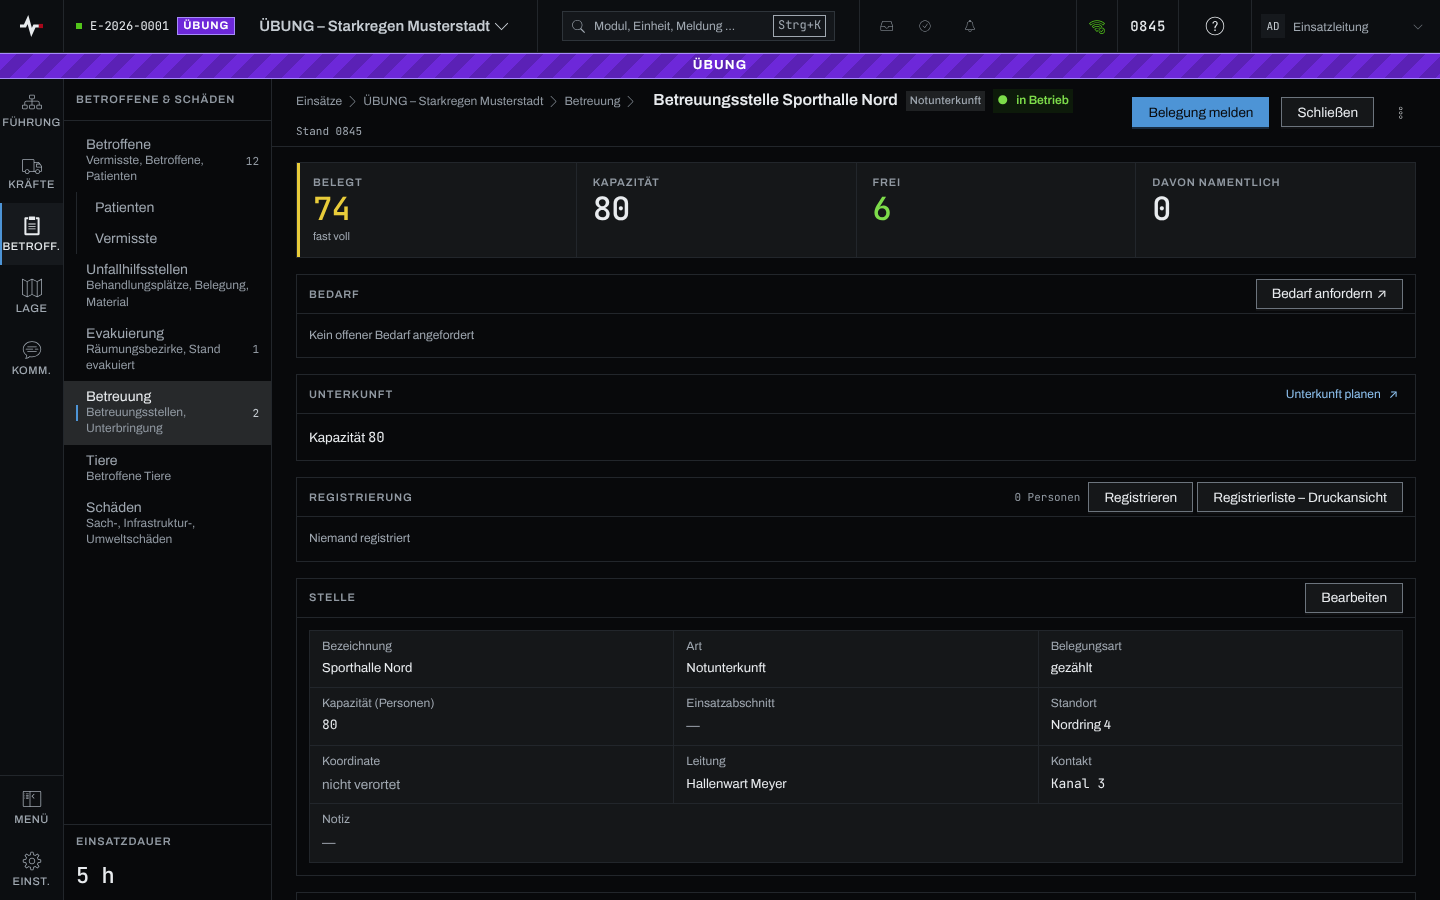 E-2026-0001 ÜBUNG ÜBUNG – Starkregen Musterstadt Modul, Einheit, Meldung ... Strg+K 0845 ? AD Einsatzleitung
ÜBUNG
FÜHRUNG
KRÄFTE
BETROFF.
LAGE
KOMM.
MENÜ
EINST.
BETROFFENE & SCHÄDEN
Betroffene
Vermisste, Betroffene, 12
Patienten
Patienten
Vermisste
Unfallhilfsstellen
Behandlungsplätze, Belegung,
Material
Evakuierung
Räumungsbezirke, Stand 1
evakuiert
Betreuung
Betreuungsstellen, 2
Unterbringung
Tiere
Betroffene Tiere
Schäden
Sach-, Infrastruktur-,
Umweltschäden
EINSATZDAUER
5 h
Einsätze ÜBUNG – Starkregen Musterstadt Betreuung Betreuungsstelle Sporthalle Nord Notunterkunft in Betrieb
Stand 0845
Belegung melden Schließen
BELEGT KAPAZITÄT FREI DAVON NAMENTLICH
74 80 6 0
fast voll
BEDARF Bedarf anfordern ↗
Kein offener Bedarf angefordert
UNTERKUNFT Unterkunft planen ↗
Kapazität 80
REGISTRIERUNG 0 Personen Registrieren Registrierliste – Druckansicht
Niemand registriert
STELLE Bearbeiten
Bezeichnung Art Belegungsart
Sporthalle Nord Notunterkunft gezählt
Kapazität (Personen) Einsatzabschnitt Standort
80 — Nordring 4
Koordinate Leitung Kontakt
nicht verortet Hallenwart Meyer Kanal 3
Notiz
—